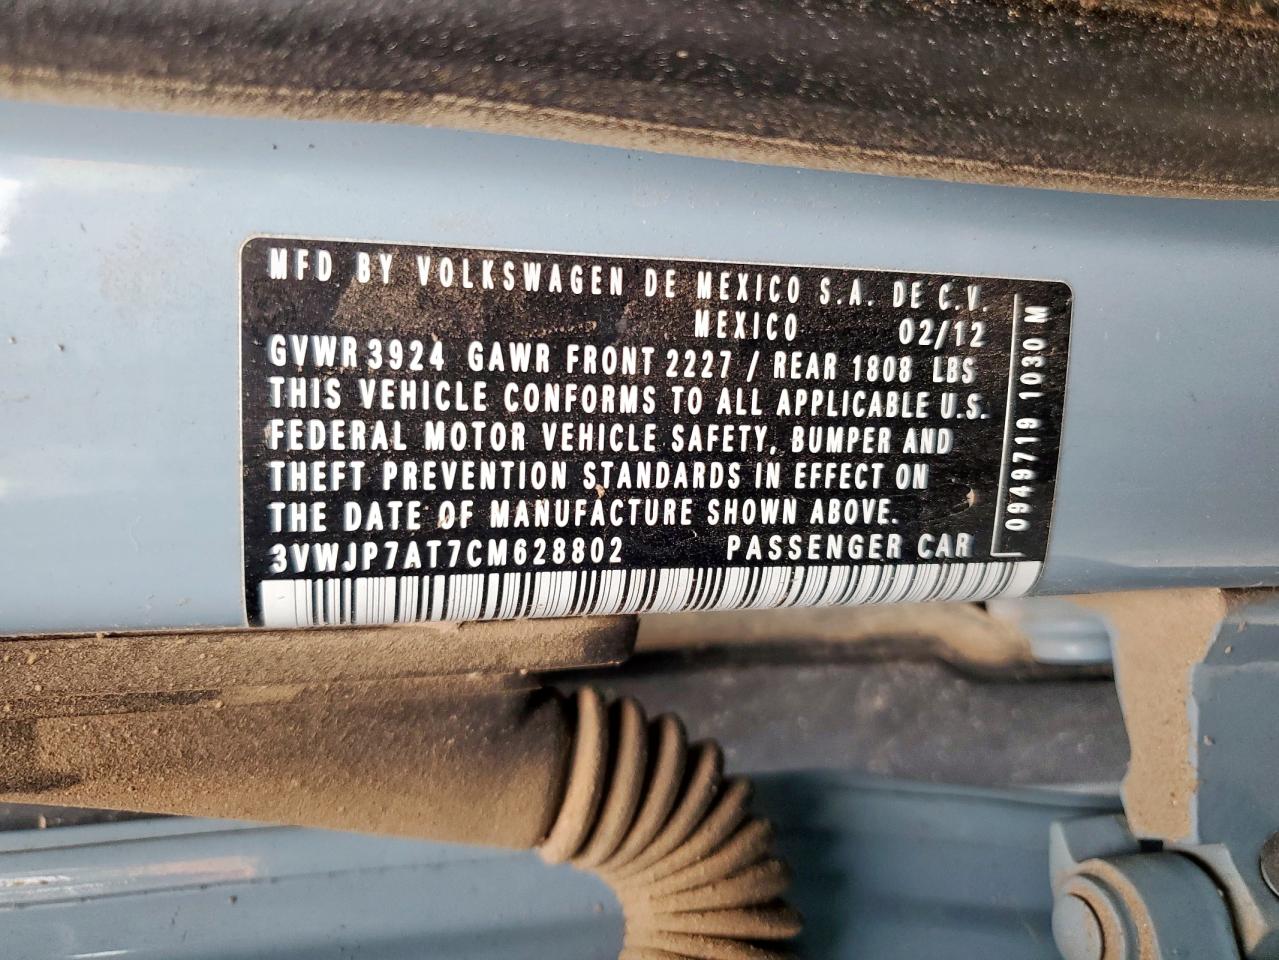 MFD BY VOLKSWAGEN DE MEXICO S.A. DE C.V.
MEXICO 02/12
GVWR 3924 GAWR FRONT 2227 / REAR 1808 LBS
THIS VEHICLE CONFORMS TO ALL APPLICABLE U.S.
FEDERAL MOTOR VEHICLE SAFETY, BUMPER AND
THEFT PREVENTION STANDARDS IN EFFECT ON
THE DATE OF MANUFACTURE SHOWN ABOVE.
3VWJP7AT7CM628802 PASSENGER CAR
0949719 1030 M